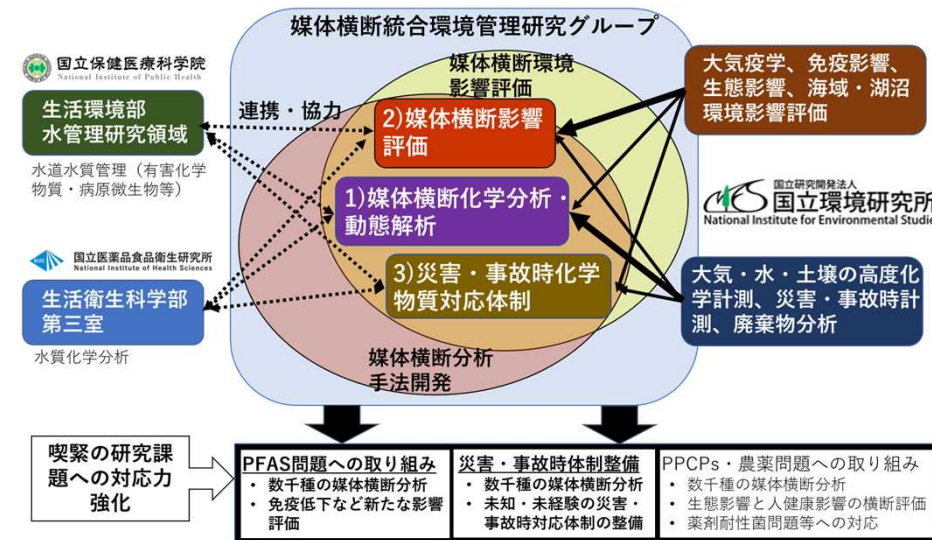 媒体横断統合環境管理研究グループ
国立保健医療科学院
National Institute of Public Health
生活環境部
水管理研究領域
水道水質管理（有害化学
物質・病原微生物等）
国立医薬品食品衛生研究所
National Institute of Health Sciences
生活衛生科学部
第三室
水質化学分析
連携・協力
媒体横断環境
影響評価
2)媒体横断影響
評価
1)媒体横断化学分析・
動態解析
3)災害・事故時化学
物質対応体制
媒体横断分析
手法開発
大気疫学、免疫影響、
生態影響、海域・湖沼
環境影響評価
国立研究開発法人
国立環境研究所
National Institute for Environmental Studie
大気・水・土壌の高度化
学計測、災害・事故時計
測、廃棄物分析
喫緊の研究課
題への対応力
強化
PFAS問題への取り組み
• 数千種の媒体横断分析
• 免疫低下など新たな影響
評価
災害・事故時体制整備
• 数千種の媒体横断分析
• 未知・未経験の災害・
事故時対応体制の整備
PPCPs・農薬問題への取り組み
• 数千種の媒体横断分析
• 生態影響と人健康影響の横断評価
• 薬剤耐性菌問題等への対応